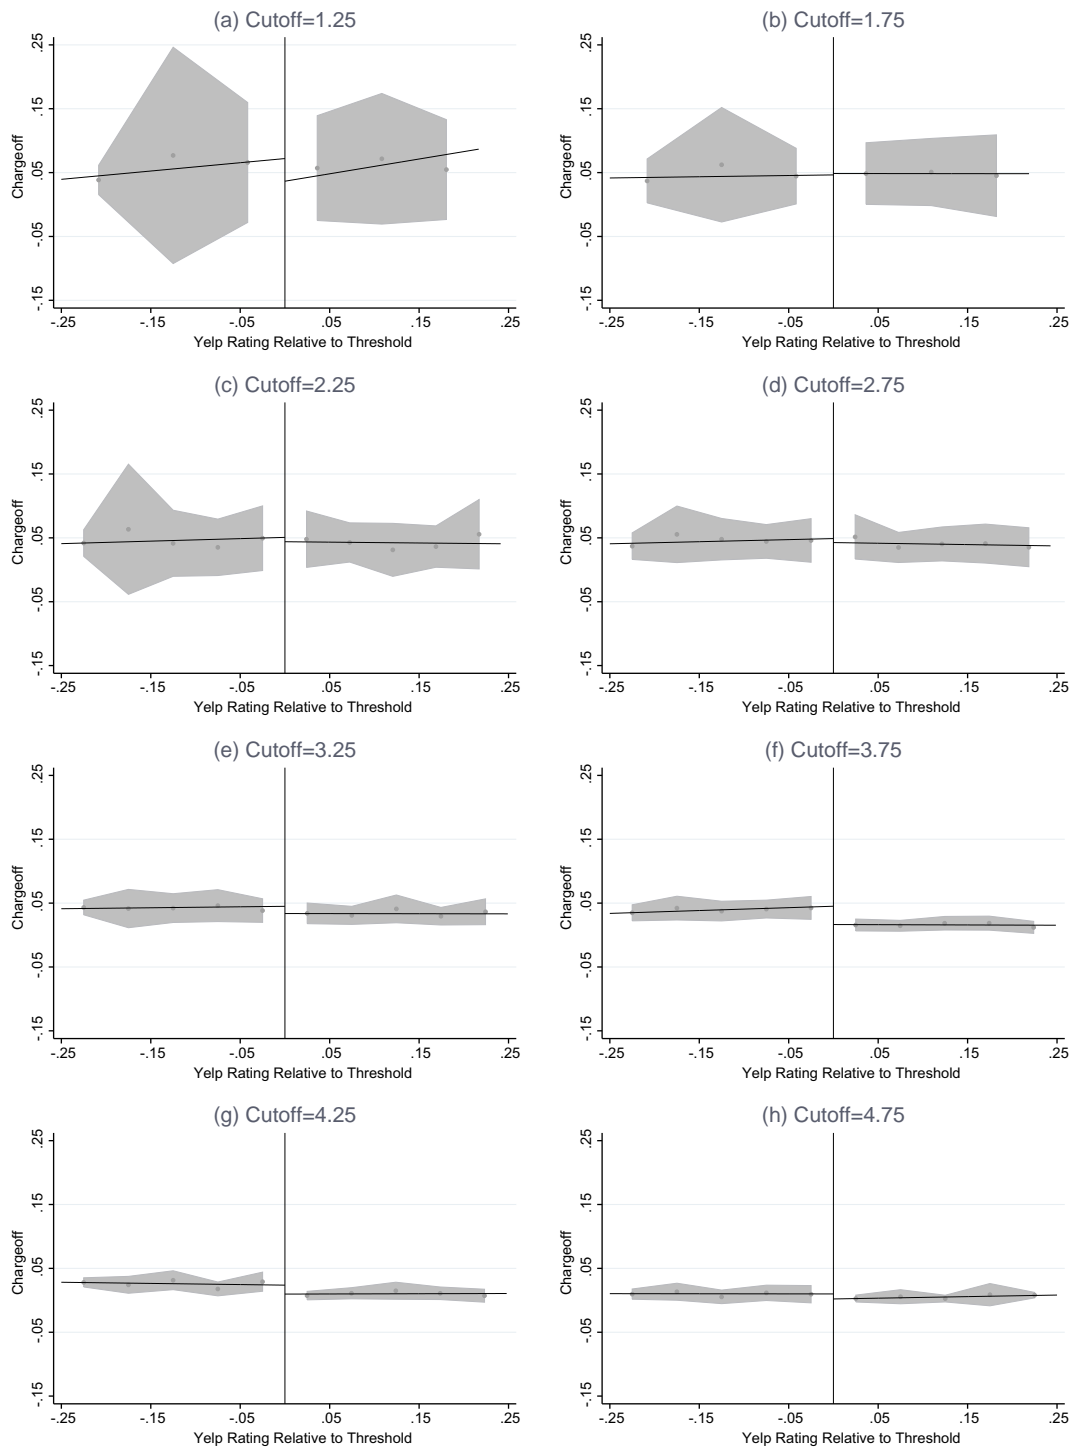 (a) Cutoff=1.25
Chargeoff
.25
.15
.05
-.05
-.15
-.25 -.15 -.05 .05 .15 .25
Yelp Rating Relative to Threshold
(b) Cutoff=1.75
Chargeoff
.25
.15
.05
-.05
-.15
-.25 -.15 -.05 .05 .15 .25
Yelp Rating Relative to Threshold
(c) Cutoff=2.25
Chargeoff
.25
.15
.05
-.05
-.15
-.25 -.15 -.05 .05 .15 .25
Yelp Rating Relative to Threshold
(d) Cutoff=2.75
Chargeoff
.25
.15
.05
-.05
-.15
-.25 -.15 -.05 .05 .15 .25
Yelp Rating Relative to Threshold
(e) Cutoff=3.25
Chargeoff
.25
.15
.05
-.05
-.15
-.25 -.15 -.05 .05 .15 .25
Yelp Rating Relative to Threshold
(f) Cutoff=3.75
Chargeoff
.25
.15
.05
-.05
-.15
-.25 -.15 -.05 .05 .15 .25
Yelp Rating Relative to Threshold
(g) Cutoff=4.25
Chargeoff
.25
.15
.05
-.05
-.15
-.25 -.15 -.05 .05 .15 .25
Yelp Rating Relative to Threshold
(h) Cutoff=4.75
Chargeoff
.25
.15
.05
-.05
-.15
-.25 -.15 -.05 .05 .15 .25
Yelp Rating Relative to Threshold